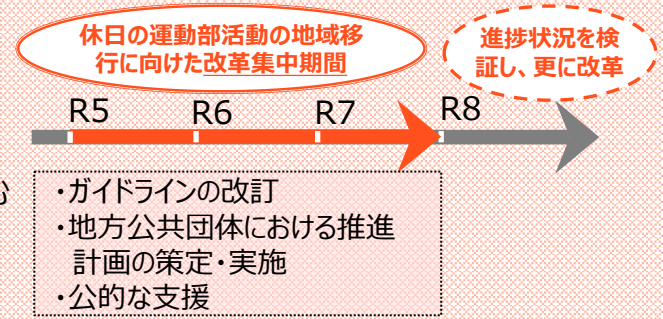 休日の運動部活動の地域移
行に向けた改革集中期間
進捗状況を検
証し、更に改革
R5 R6 R7 R8
む
・ガイドラインの改訂
・地方公共団体における推進
計画の策定・実施
・公的な支援